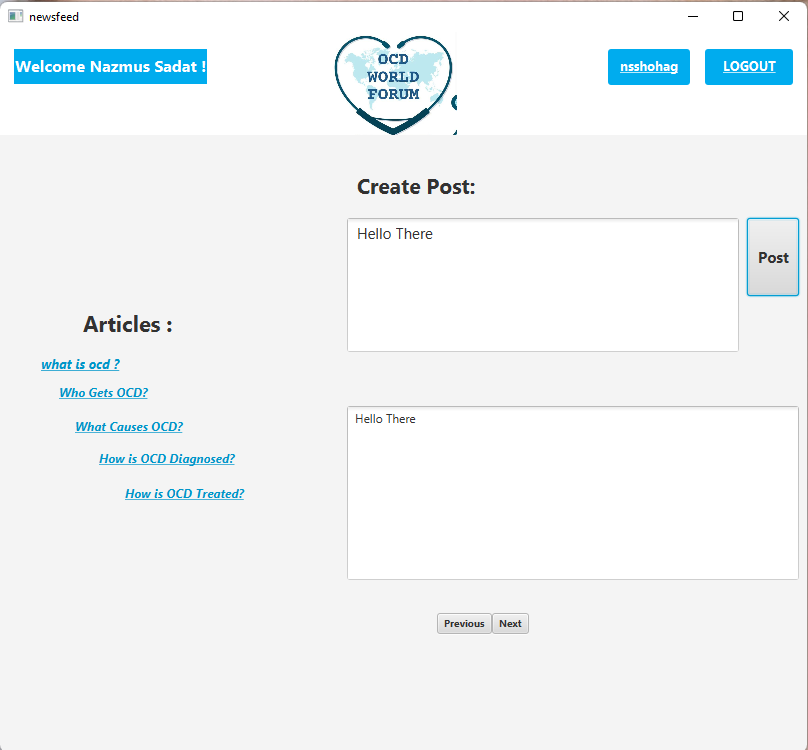 newsfeed
Welcome Nazmus Sadat !
OCD
WORLD
FORUM
nsshohag
LOGOUT
Create Post:
Hello There
Post
Articles :
what is ocd ?
Who Gets OCD?
What Causes OCD?
How is OCD Diagnosed?
How is OCD Treated?
Hello There
Previous
Next